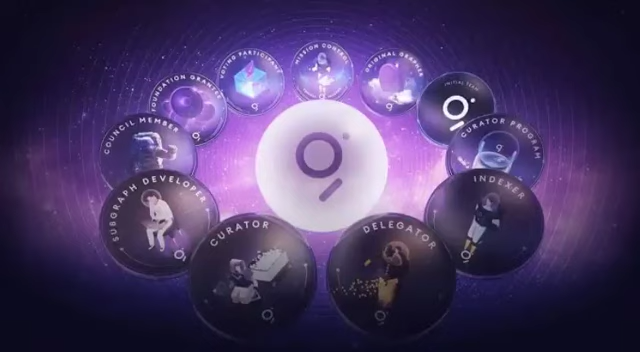 VOTING PARTICIPANT
MISSION CONTROL
ORIGINAL GRAPHER
FOUNDATION GRANTEE
INITIAL TEAM
COUNCIL MEMBER
CURATOR PROGRAM
SUBGRAPH DEVELOPER
INDEXER
CURATOR
DELEGATOR